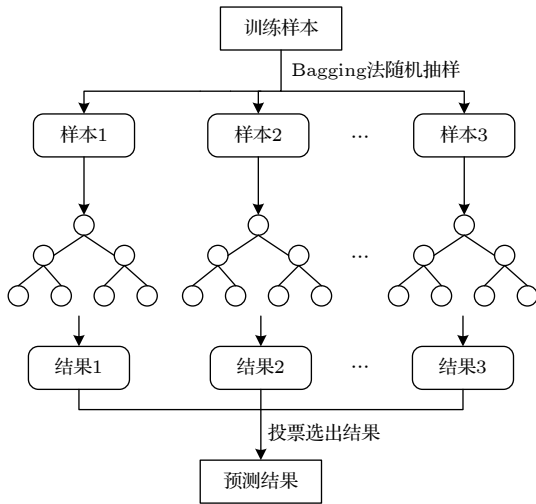 训练样本
Bagging法随机抽样
样本1
样本2
...
样本3
...
结果1
结果2
...
结果3
投票选出结果
预测结果